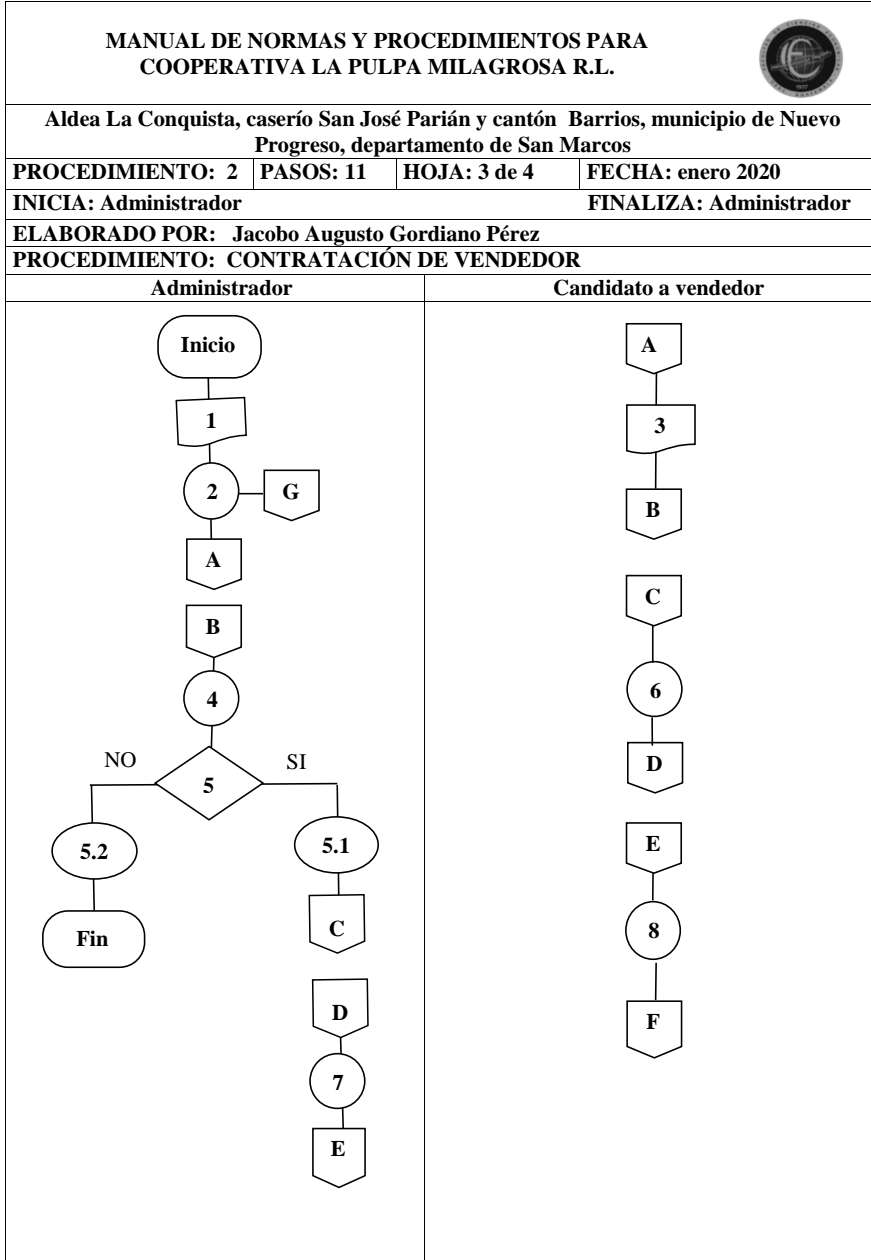 MANUAL DE NORMAS Y PROCEDIMIENTOS PARA
COOPERATIVA LA PULPA MILAGROSA R.L.
Aldea La Conquista, caserío San José Parián y cantón Barrios, municipio de Nuevo
Progreso, departamento de San Marcos
PROCEDIMIENTO: 2 PASOS: 11 HOJA: 3 de 4 FECHA: enero 2020
INICIA: Administrador FINALIZA: Administrador
ELABORADO POR: Jacobo Augusto Gordiano Pérez
PROCEDIMIENTO: CONTRATACIÓN DE VENDEDOR
Administrador
Inicio
1
2
G
A
B
4
NO
5
SI
5.2
5.1
Fin
C
D
7
E
Candidato a vendedor
A
3
B
C
6
D
E
8
F